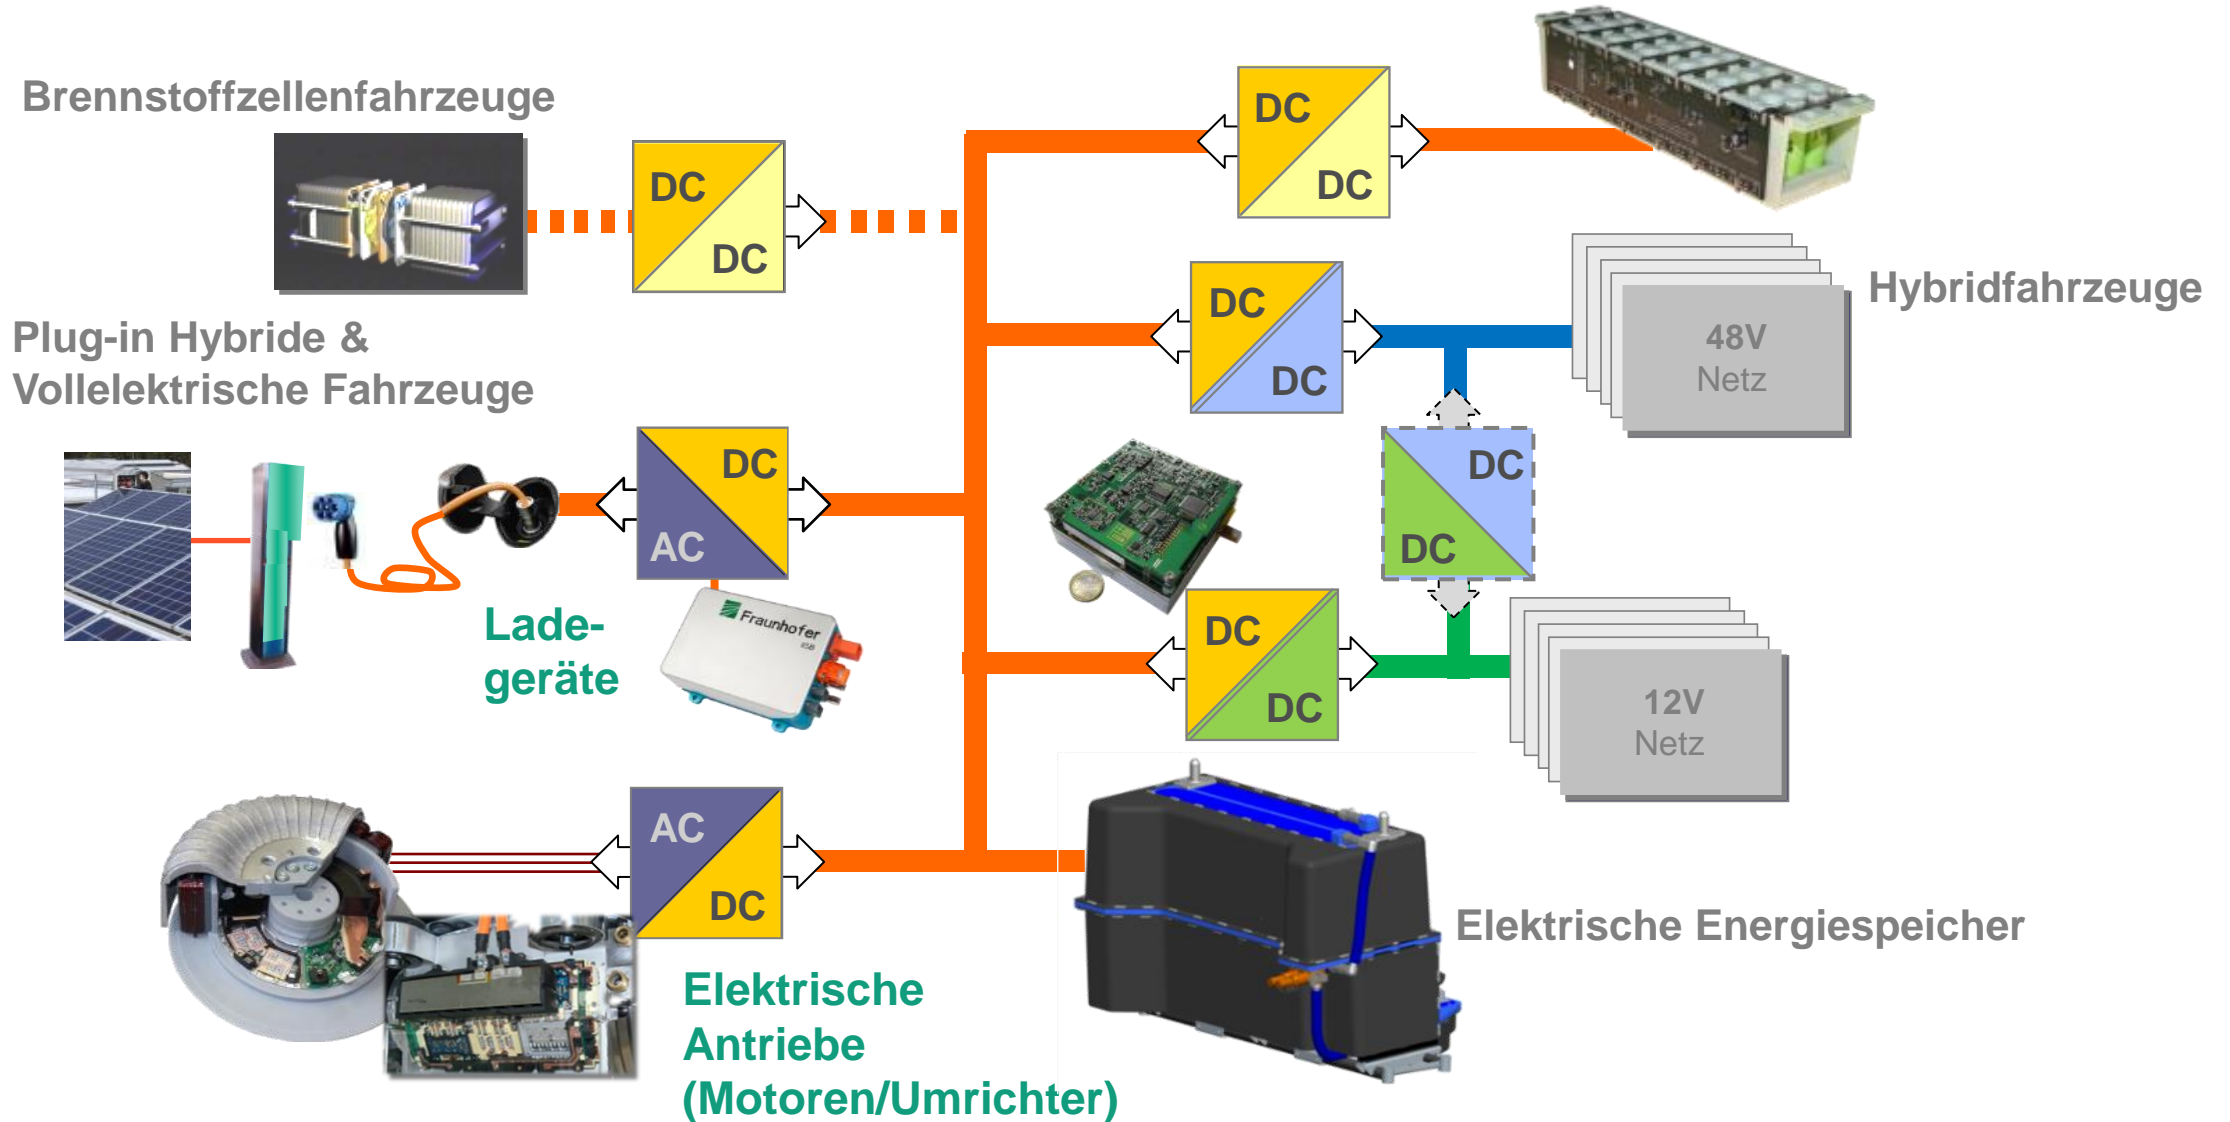 Brennstoffzellenfahrzeuge
DC
DC
DC
DC
Plug-in Hybride &
Vollelektrische Fahrzeuge
DC
DC
48V
Netz
Hybridfahrzeuge
DC
AC
DC
DC
Lade-
geräte
Fraunhofer
IISB
DC
DC
12V
Netz
AC
DC
Elektrische Energiespeicher
Elektrische
Antriebe
(Motoren/Umrichter)